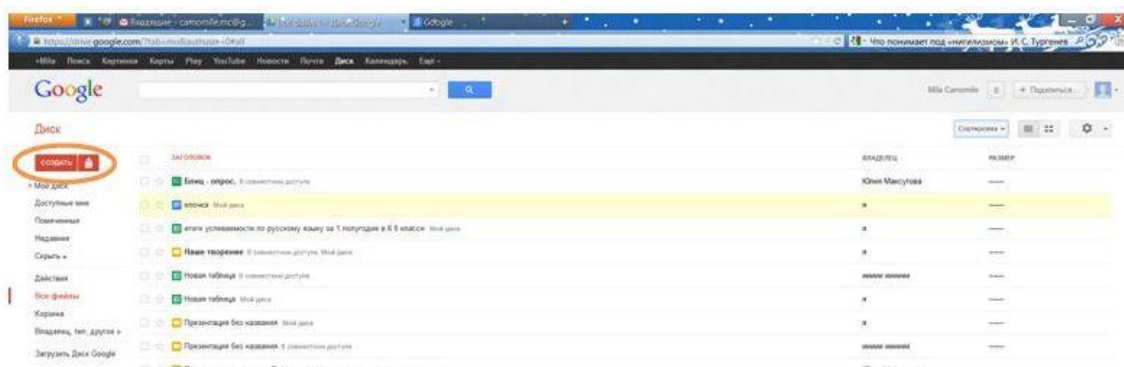 Firefox
Входящие - camomile.mc@g...
Google
https://drive.google.com/?tab=mo&authuser=0#all
Что понимает под «нигилизмом» И. С. Тургенев
+Mila Поиск Картинки Карты Play YouTube Новости Почта Диск Календарь Ещё
Google
Mila Camomile 0 + Поделиться...
Диск
Сортировка
СОЗДАТЬ
ЗАГОЛОВОК ВЛАДЕЛЕЦ РАЗМЕР
Мой диск
Блиц - опрос. В совместном доступе Юлия Максутова
Доступные мне
елочка Мой диск я
Помеченные
итоги успеваемости по русскому языку за 1 полугодие в 6 б классе Мой диск я
Недавние
Наше творение В совместном доступе Мой диск я
Скрыть
Новая таблица В совместном доступе
Действия
Все файлы
Новая таблица Мой диск я
Корзина
Презентация без названия Мой диск я
Владелец, тип, другое
Презентация без названия В совместном доступе
Загрузить Диск Google